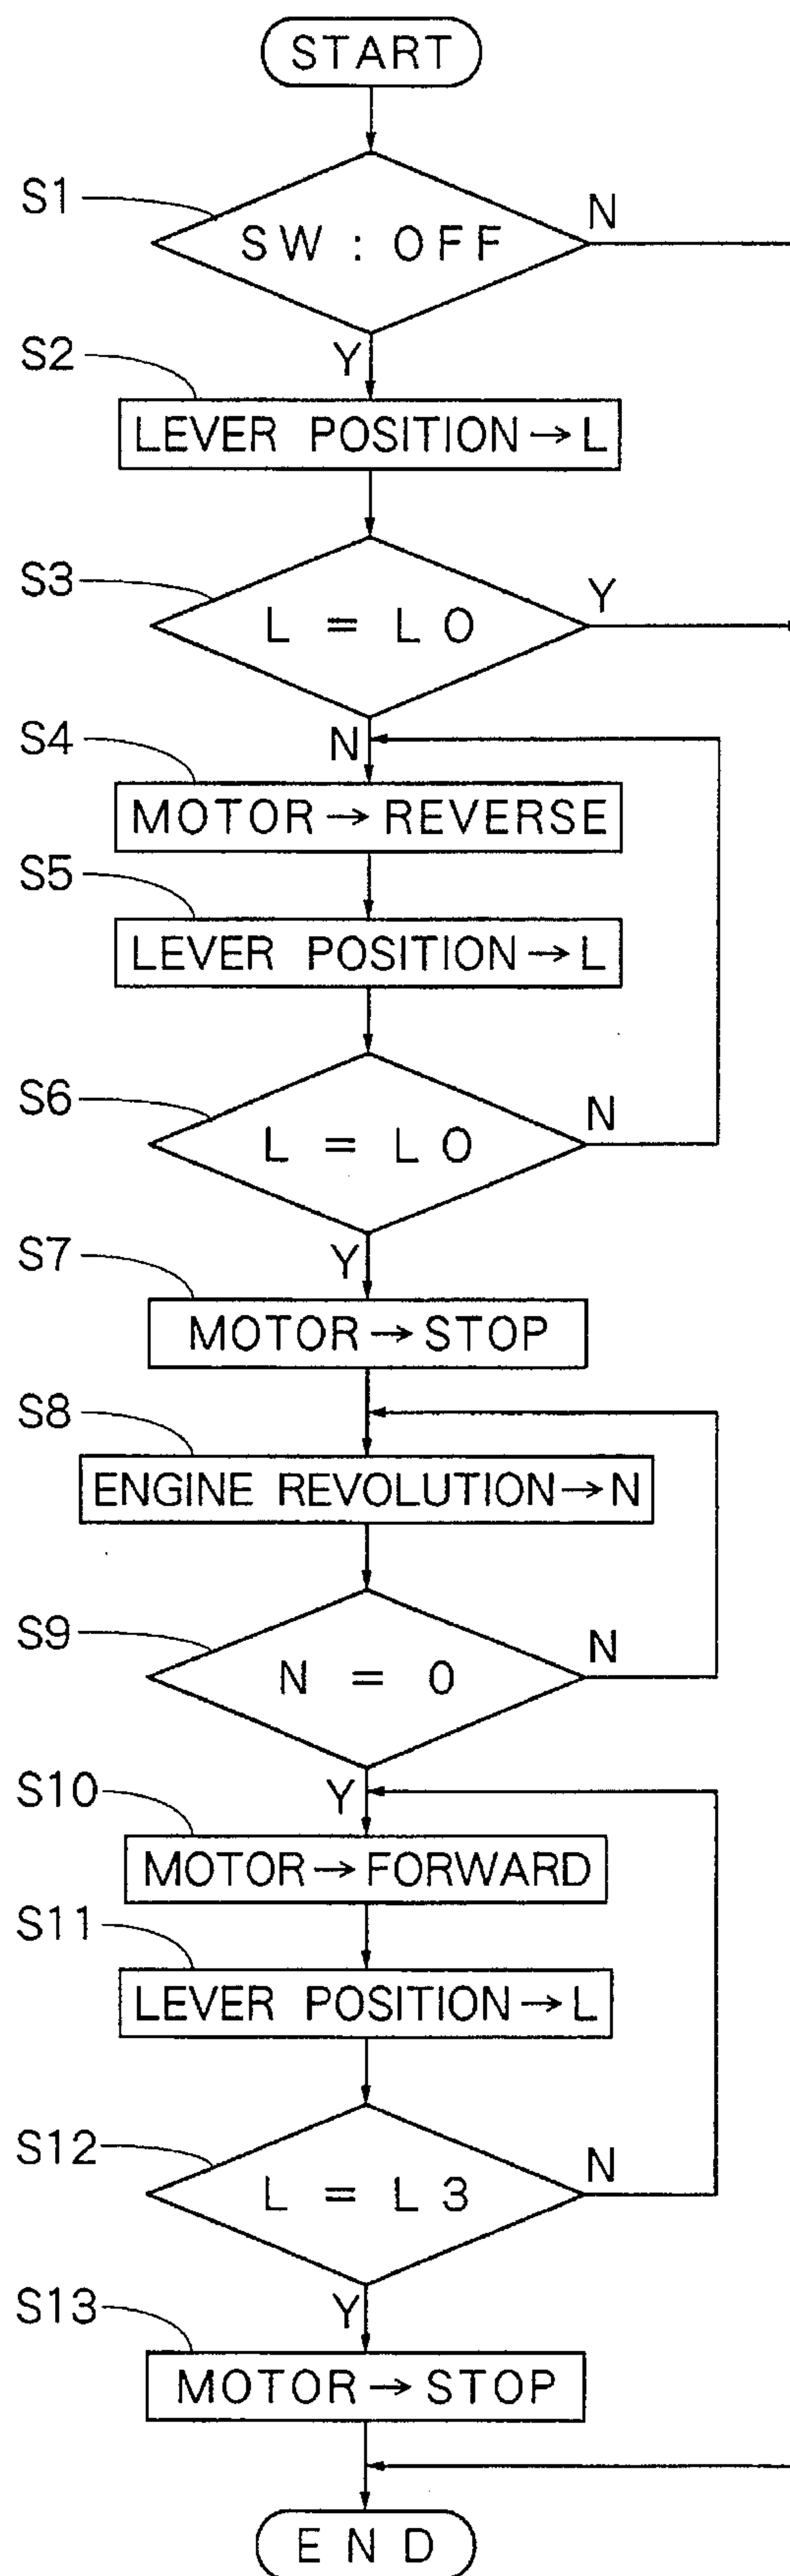 START
S1
SW : OFF
N
Y
S2
LEVER POSITION→L
S3
L = L0
Y
N
S4
MOTOR→REVERSE
S5
LEVER POSITION→L
S6
L = L0
N
Y
S7
MOTOR→STOP
S8
ENGINE REVOLUTION→N
S9
N = 0
N
Y
S10
MOTOR→FORWARD
S11
LEVER POSITION→L
S12
L = L3
N
Y
S13
MOTOR→STOP
END